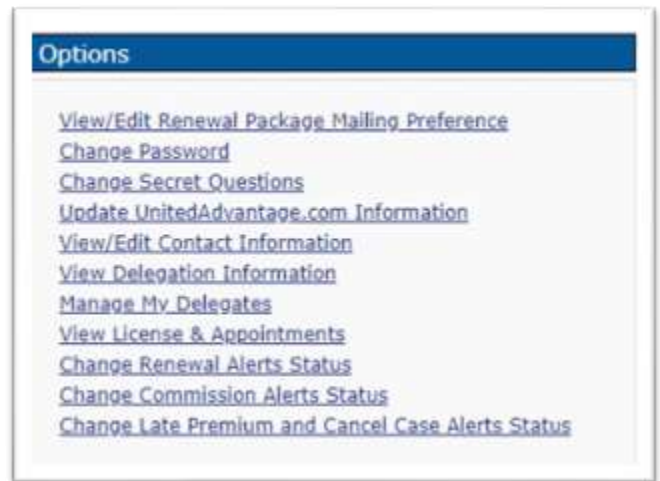 Options
View/Edit Renewal Package Mailing Preference
Change Password
Change Secret Questions
Update UnitedAdvantage.com Information
View/Edit Contact Information
View Delegation Information
Manage My Delegates
View License & Appointments
Change Renewal Alerts Status
Change Commission Alerts Status
Change Late Premium and Cancel Case Alerts Status